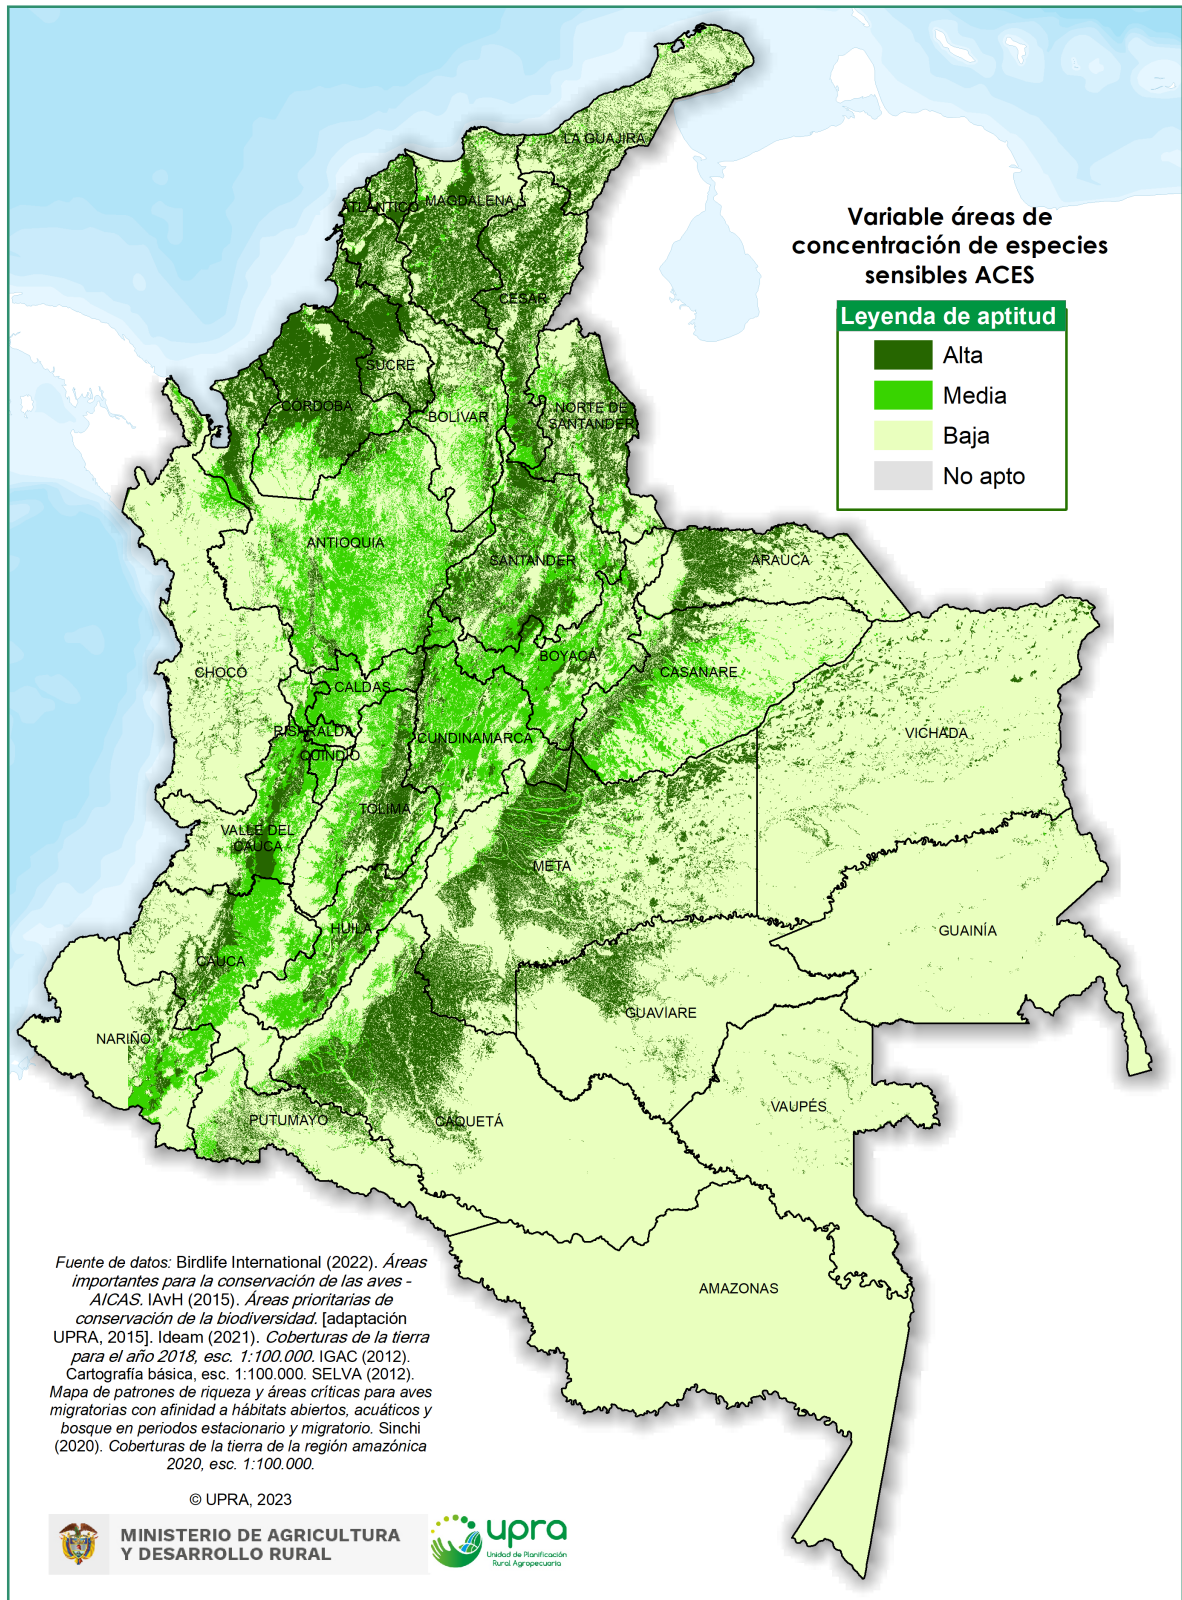 LA GUAJIRA
ATLÁNTICO
MAGDALENA
CESAR
SUCRE
CÓRDOBA
BOLÍVAR
NORTE DE
SANTANDER
ANTIOQUIA
SANTANDER
ARAUCA
CHOCÓ
BOYACÁ
CASANARE
CALDAS
RISARALDA
QUINDÍO
CUNDINAMARCA
VICHADA
TOLIMA
VALLE DEL
CAUCA
META
HUILA
GUAINÍA
CAUCA
GUAVIARE
NARIÑO
VAUPÉS
PUTUMAYO
CAQUETÁ
AMAZONAS
Variable áreas de
concentración de especies
sensibles ACES
Leyenda de aptitud
Alta
Media
Baja
No apto
Fuente de datos: Birdlife International (2022). Áreas
importantes para la conservación de las aves -
AICAS. IAvH (2015). Áreas prioritarias de
conservación de la biodiversidad. [adaptación
UPRA, 2015]. Ideam (2021). Coberturas de la tierra
para el año 2018, esc. 1:100.000. IGAC (2012).
Cartografía básica, esc. 1:100.000. SELVA (2012).
Mapa de patrones de riqueza y áreas críticas para aves
migratorias con afinidad a hábitats abiertos, acuáticos y
bosque en periodos estacionario y migratorio. Sinchi
(2020). Coberturas de la tierra de la región amazónica
2020, esc. 1:100.000.
© UPRA, 2023
MINISTERIO DE AGRICULTURA
Y DESARROLLO RURAL
upra
Unidad de Planificación
Rural Agropecuaria